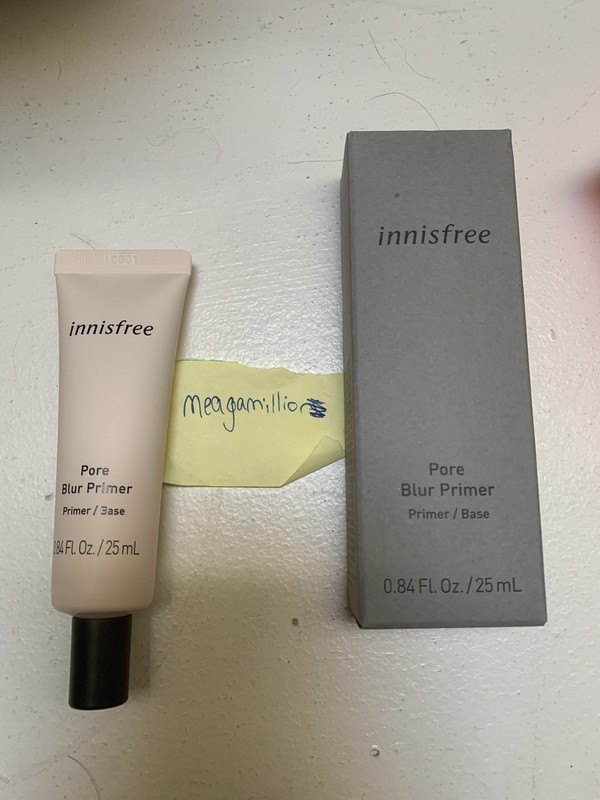 innisfree
Pore
Blur Primer
Primer / Base
.84 Fl. Oz. / 25 mL
meagamillion
innisfree
Pore
Blur Primer
Primer / Base
0.84 Fl. Oz. / 25 mL